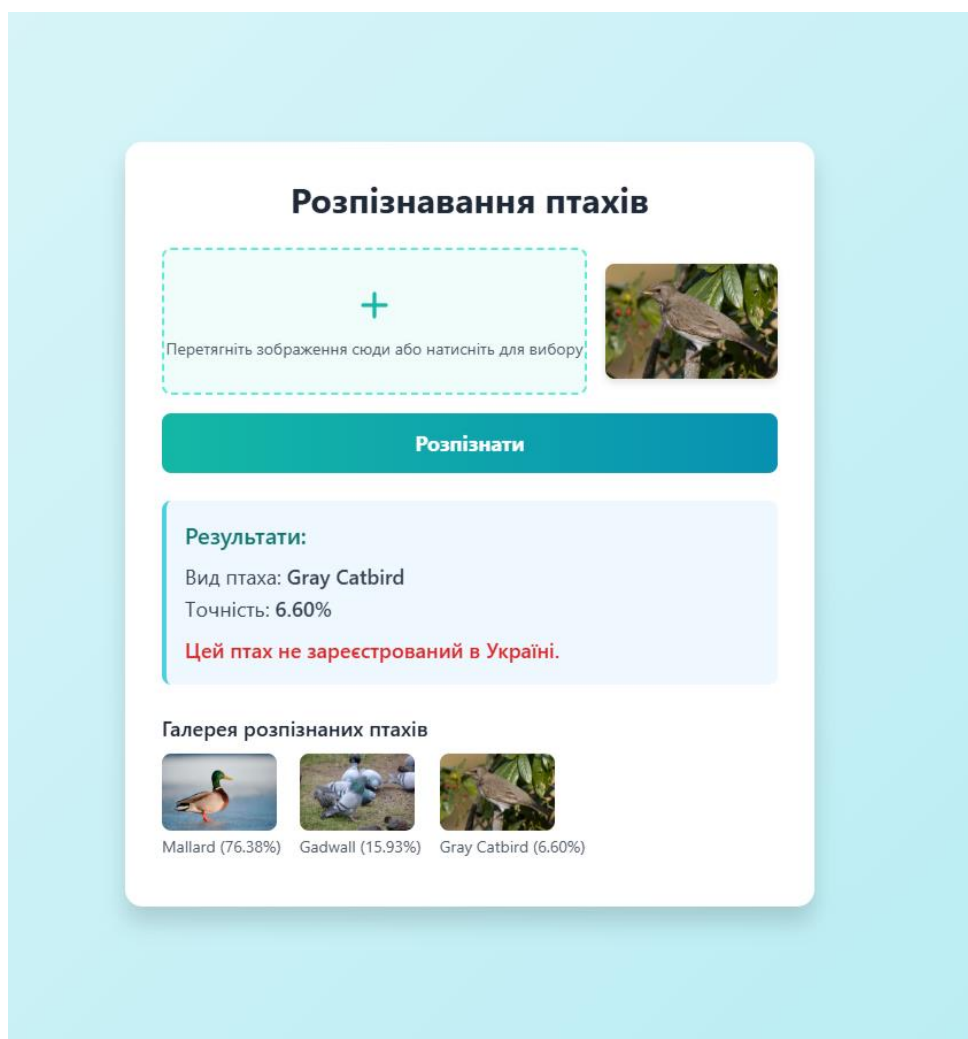 Розпізнавання птахів
Перетягніть зображення сюди або натисніть для вибору
Розпізнати
Результати:
Вид птаха: Gray Catbird
Точність: 6.60%
Цей птах не зареєстрований в Україні.
Галерея розпізнаних птахів
Mallard (76.38%) Gadwall (15.93%) Gray Catbird (6.60%)